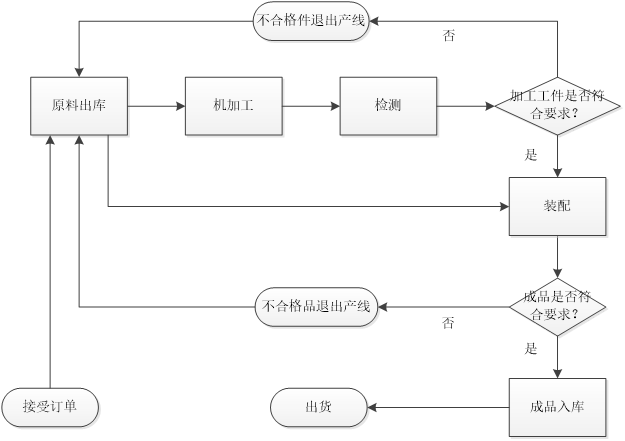 不合格件退出产线
否
原料出库
机加工
检测
加工工件是否符
合要求？
是
装配
成品是否符
合要求？
不合格品退出产线
否
是
接受订单
出货
成品入库